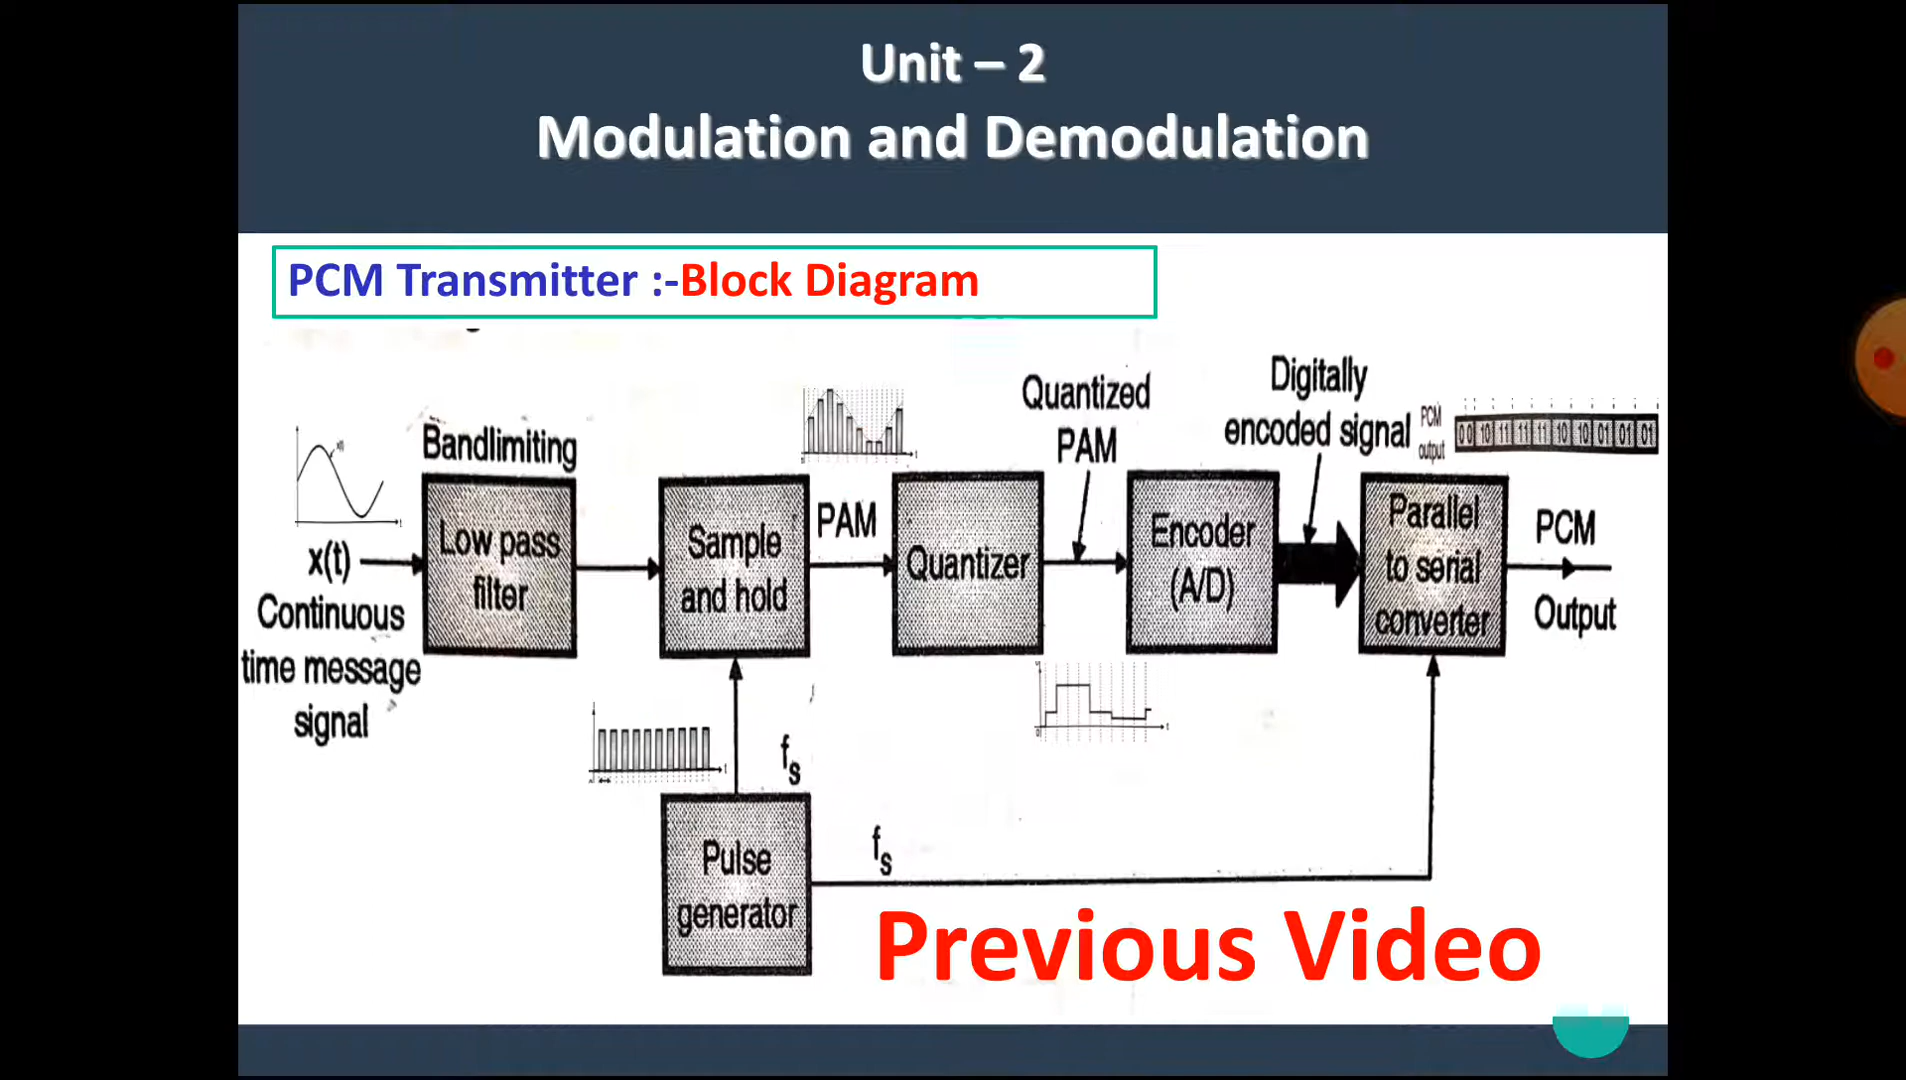 Unit – 2
Modulation and Demodulation
PCM Transmitter :-Block Diagram
Bandlimiting
Low pass
filter
x(t)
Continuous
time message
signal
Sample
and hold
PAM
Quantizer
Quantized
PAM
Encoder
(A/D)
Digitally
encoded signal
PCM
output
00 10 11 11 11 10 10 01 01 01
Parallel
to serial
converter
PCM
Output
fs
Pulse
generator
fs
Previous Video